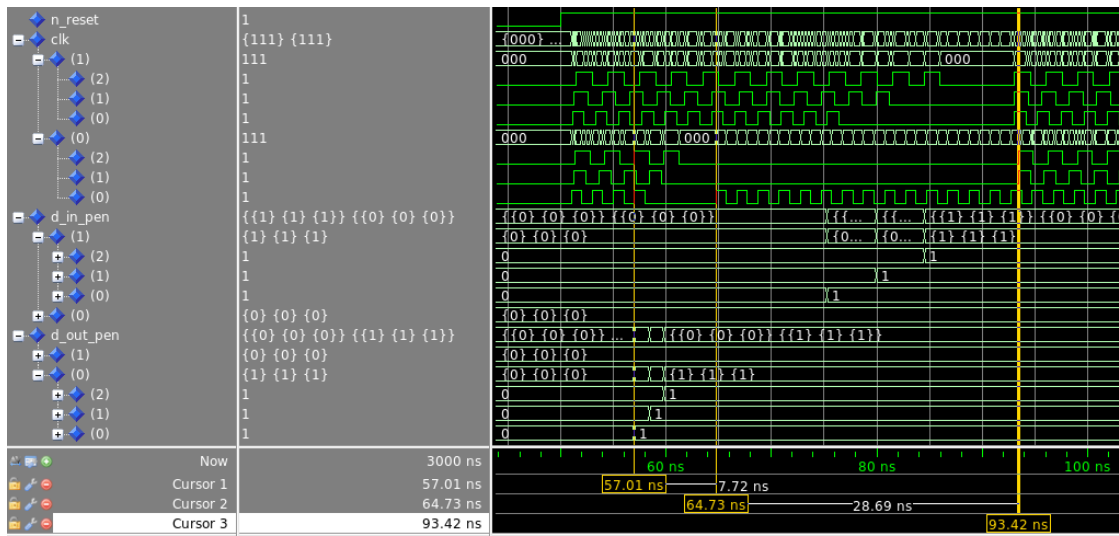 n_reset 1
clk {111} {111} {000} ...
(1) 111 000 000
(2) 1
(1) 1
(0) 1
(0) 111 000 000
(2) 1
(1) 1
(0) 1
d_in_pen {{1} {1} {1}} {{0} {0} {0}} {{0} {0} {0}} {{0} {0} {0}} {{... {{... {{1} {1} {1}} {{0} {0} {
(1) {1} {1} {1} {0} {0} {0} {0... {0... {1} {1} {1}
(2) 1 0 1
(1) 1 0 1
(0) 1 0 1
(0) {0} {0} {0} {0} {0} {0}
d_out_pen {{0} {0} {0}} {{1} {1} {1}} {{0} {0} {0}} ... {{0} {0} {0}} {{1} {1} {1}}
(1) {0} {0} {0} {0} {0} {0}
(0) {1} {1} {1} {0} {0} {0} {1} {1} {1}
(2) 1 0 1
(1) 1 0 1
(0) 1 0 1
Now 3000 ns 60 ns 80 ns 100 ns
Cursor 1 57.01 ns 57.01 ns 7.72 ns
Cursor 2 64.73 ns 64.73 ns 28.69 ns
Cursor 3 93.42 ns 93.42 ns